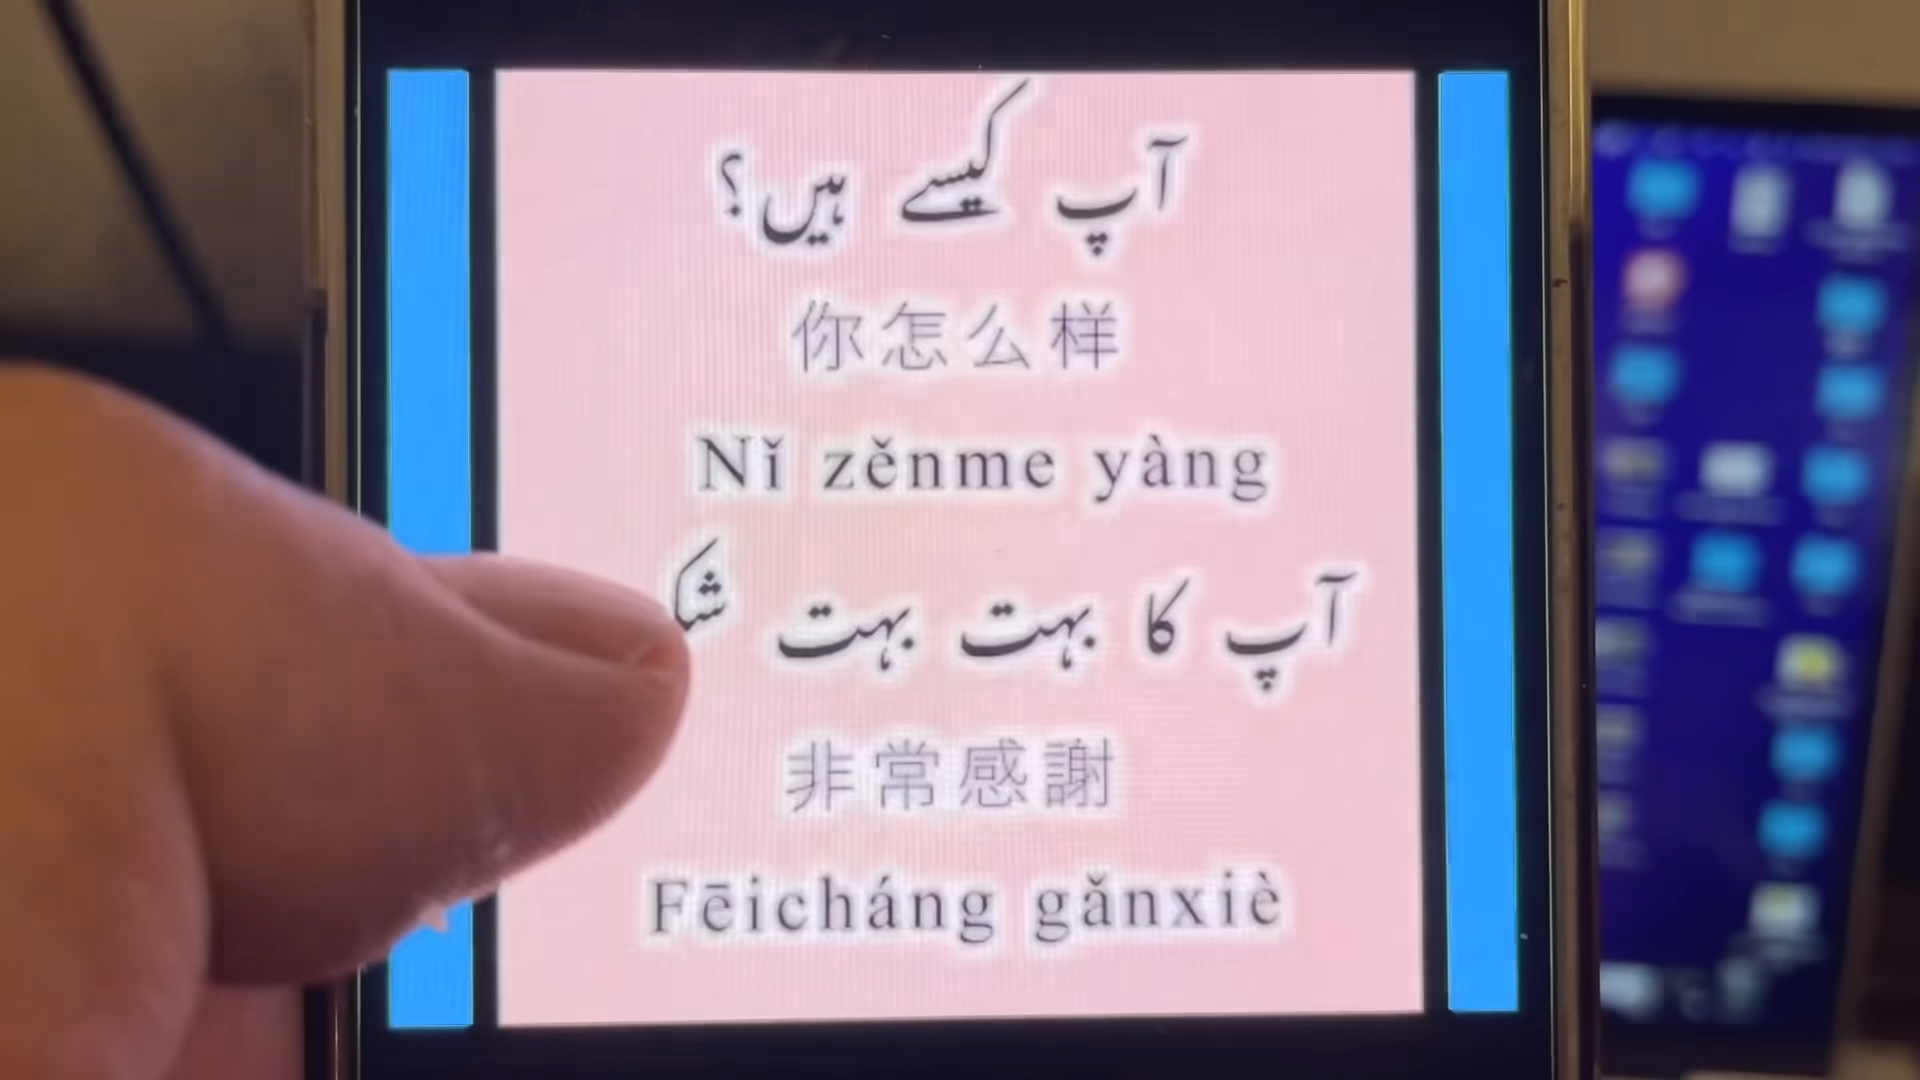 آپ کیسے ہیں؟
你怎么样
Nǐ zěnme yàng
آپ کا بہت بہت
非常感謝
Fēicháng gǎnxiè